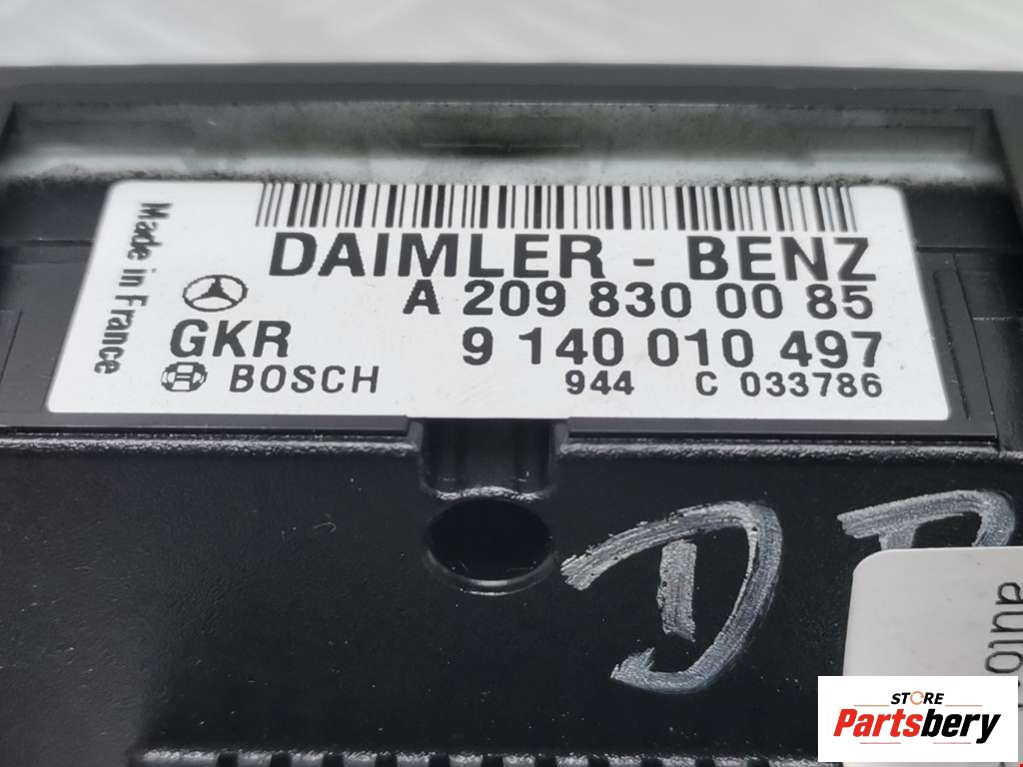 Made in France
DAIMLER - BENZ
A 209 830 00 85
GKR 9 140 010 497
BOSCH 944 C 033786
STORE
Partsbery